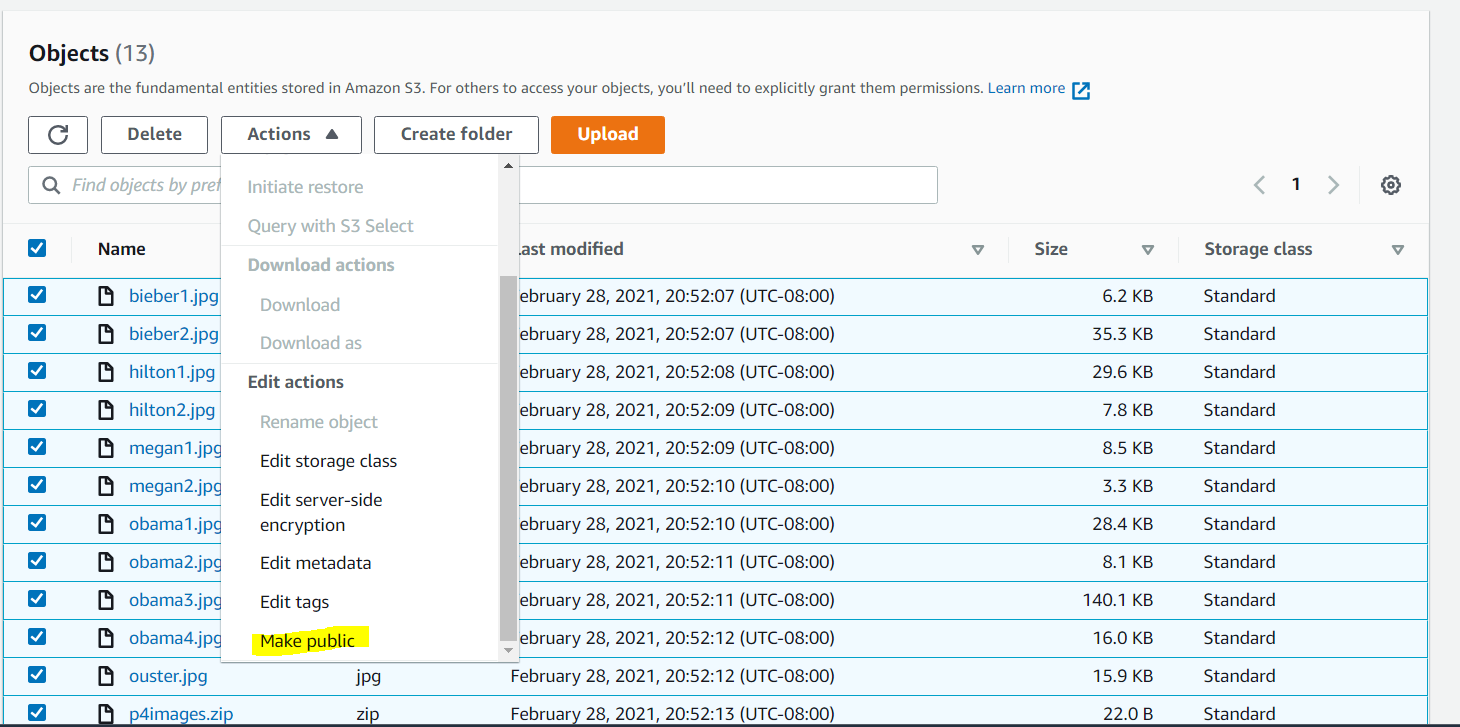 Objects (13)
Objects are the fundamental entities stored in Amazon S3. For others to access your objects, you'll need to explicitly grant them permissions. Learn more
Delete Actions Create folder Upload
Find objects by pref
1
Initiate restore
Query with S3 Select
Name ast modified Size Storage class
Download actions
Download
Download as
Edit actions
Rename object
Edit storage class
Edit server-side
encryption
Edit metadata
Edit tags
Make public
bieber1.jpg ebruary 28, 2021, 20:52:07 (UTC-08:00) 6.2 KB Standard
bieber2.jpg ebruary 28, 2021, 20:52:07 (UTC-08:00) 35.3 KB Standard
hilton1.jpg ebruary 28, 2021, 20:52:08 (UTC-08:00) 29.6 KB Standard
hilton2.jpg ebruary 28, 2021, 20:52:09 (UTC-08:00) 7.8 KB Standard
megan1.jpg ebruary 28, 2021, 20:52:09 (UTC-08:00) 8.5 KB Standard
megan2.jpg ebruary 28, 2021, 20:52:10 (UTC-08:00) 3.3 KB Standard
obama1.jpg ebruary 28, 2021, 20:52:10 (UTC-08:00) 28.4 KB Standard
obama2.jpg ebruary 28, 2021, 20:52:11 (UTC-08:00) 8.1 KB Standard
obama3.jpg ebruary 28, 2021, 20:52:11 (UTC-08:00) 140.1 KB Standard
obama4.jpg ebruary 28, 2021, 20:52:12 (UTC-08:00) 16.0 KB Standard
ouster.jpg jpg February 28, 2021, 20:52:12 (UTC-08:00) 15.9 KB Standard
p4images.zip zip February 28, 2021, 20:52:13 (UTC-08:00) 22.0 B Standard